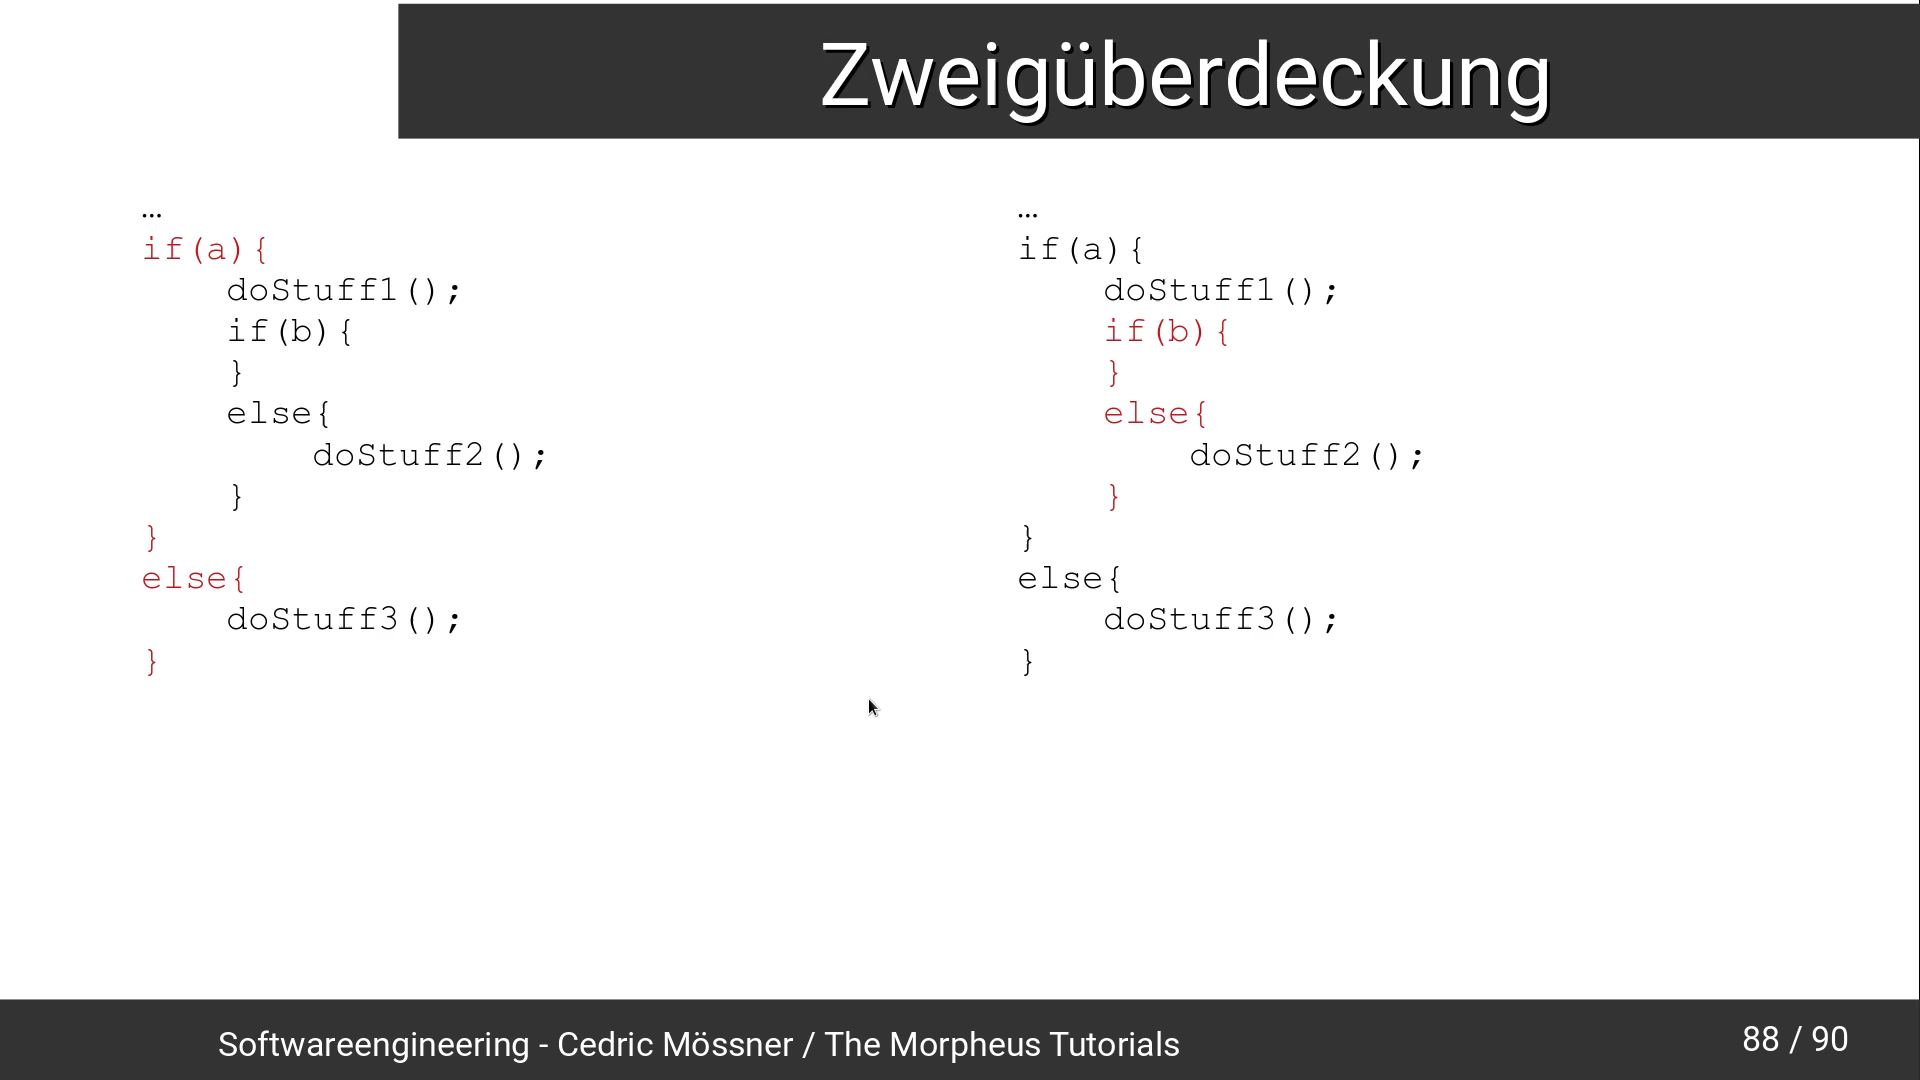 Zweigüberdeckung
...
if(a){
doStuff1();
if(b){
}
else{
doStuff2();
}
}
else{
doStuff3();
}
...
if(a){
doStuff1();
if(b){
}
else{
doStuff2();
}
}
else{
doStuff3();
}
Softwareengineering - Cedric Mössner / The Morpheus Tutorials
88 / 90